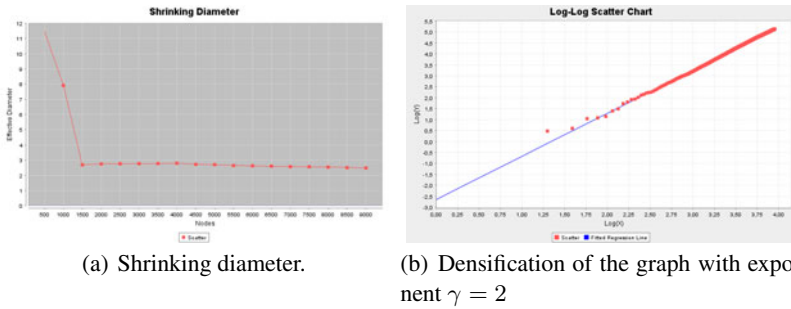 Shrinking Diameter
12
11
10
9
8
7
6
5
4
3
2
1
0
Effective Diameter
500 1000 1500 2000 2500 3000 3500 4000 4500 5000 5500 6000 6500 7000 7500 8000 8500 9000
Nodes
Scatter
(a) Shrinking diameter.
Log-Log Scatter Chart
5,5
5,0
4,5
4,0
3,5
3,0
2,5
2,0
1,5
1,0
0,5
0,0
-0,5
-1,0
-1,5
-2,0
-2,5
-3,0
Log(Y)
0,00 0,25 0,50 0,75 1,00 1,25 1,50 1,75 2,00 2,25 2,50 2,75 3,00 3,25 3,50 3,75 4,00
Log(X)
Scatter Fitted Regression Line
(b) Densification of the graph with expo-
nent γ = 2